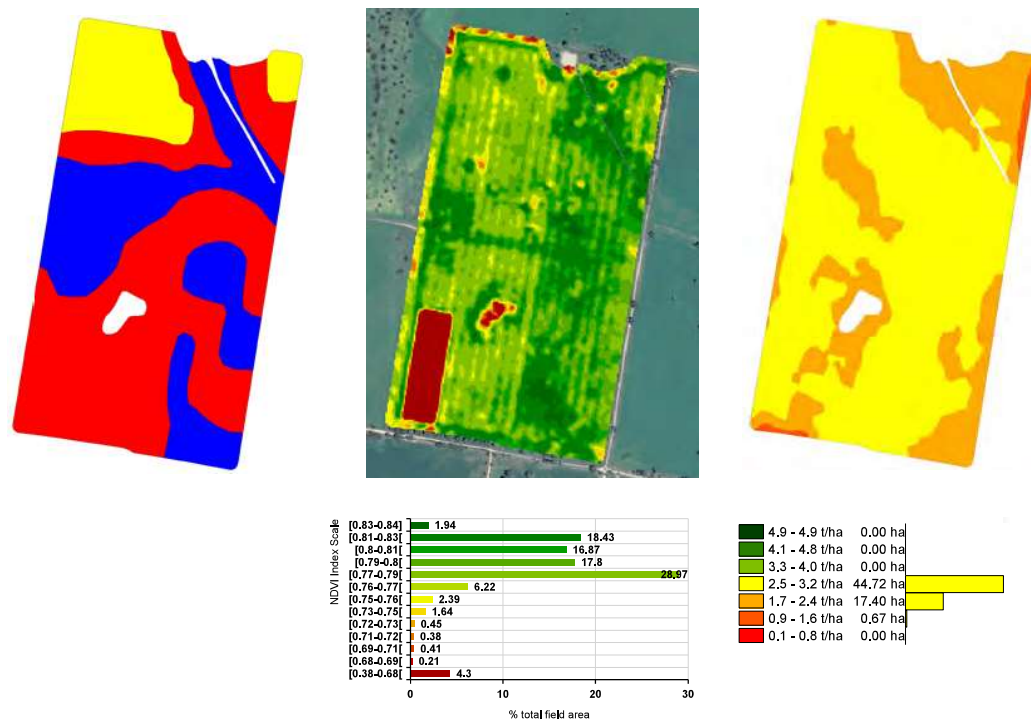 NDVI Index Scale
[0.83-0.84] 1.94
[0.81-0.83[ 18.43
[0.8-0.81[ 16.87
[0.79-0.8[ 17.8
[0.77-0.79[ 28.97
[0.76-0.77[ 6.22
[0.75-0.76[ 2.39
[0.73-0.75[ 1.64
[0.72-0.73[ 0.45
[0.71-0.72[ 0.38
[0.69-0.71[ 0.41
[0.68-0.69[ 0.21
[0.38-0.68[ 4.3
0 10 20 30
% total field area
4.9 - 4.9 t/ha 0.00 ha
4.1 - 4.8 t/ha 0.00 ha
3.3 - 4.0 t/ha 0.00 ha
2.5 - 3.2 t/ha 44.72 ha
1.7 - 2.4 t/ha 17.40 ha
0.9 - 1.6 t/ha 0.67 ha
0.1 - 0.8 t/ha 0.00 ha